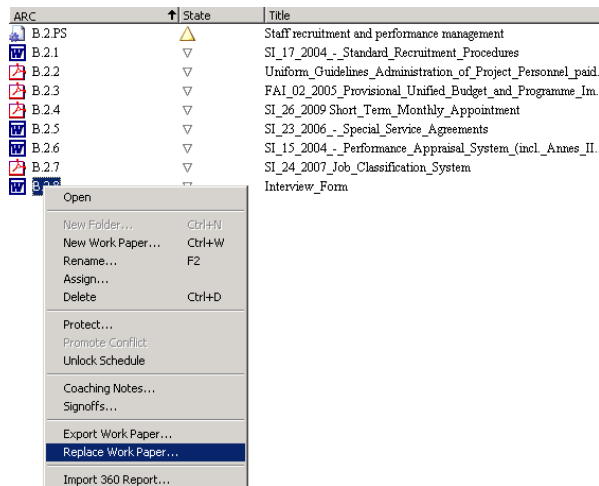 ARC State Title
B.2.PS Staff recruitment and performance management
B.2.1 SI_17_2004_-_Standard_Recruitment_Procedures
B.2.2 Uniform_Guidelines_Administration_of_Project_Personnel_paid.
B.2.3 FAI_02_2005_Provisional_Unified_Budget_and_Programme_Im.
B.2.4 SI_26_2009 Short_Term_Monthly_Appointment
B.2.5 SI_23_2006_-_Special_Service_Agreements
B.2.6 SI_15_2004_-_Performance_Appraisal_System_(incl._Annes_II.
B.2.7 SI_24_2007_Job_Classification_System
B.2.8 Interview_Form
Open
New Folder... Ctrl+N
New Work Paper... Ctrl+W
Rename... F2
Assign...
Delete Ctrl+D
Protect...
Promote Conflict
Unlock Schedule
Coaching Notes...
Signoffs...
Export Work Paper...
Replace Work Paper...
Import 360 Report...